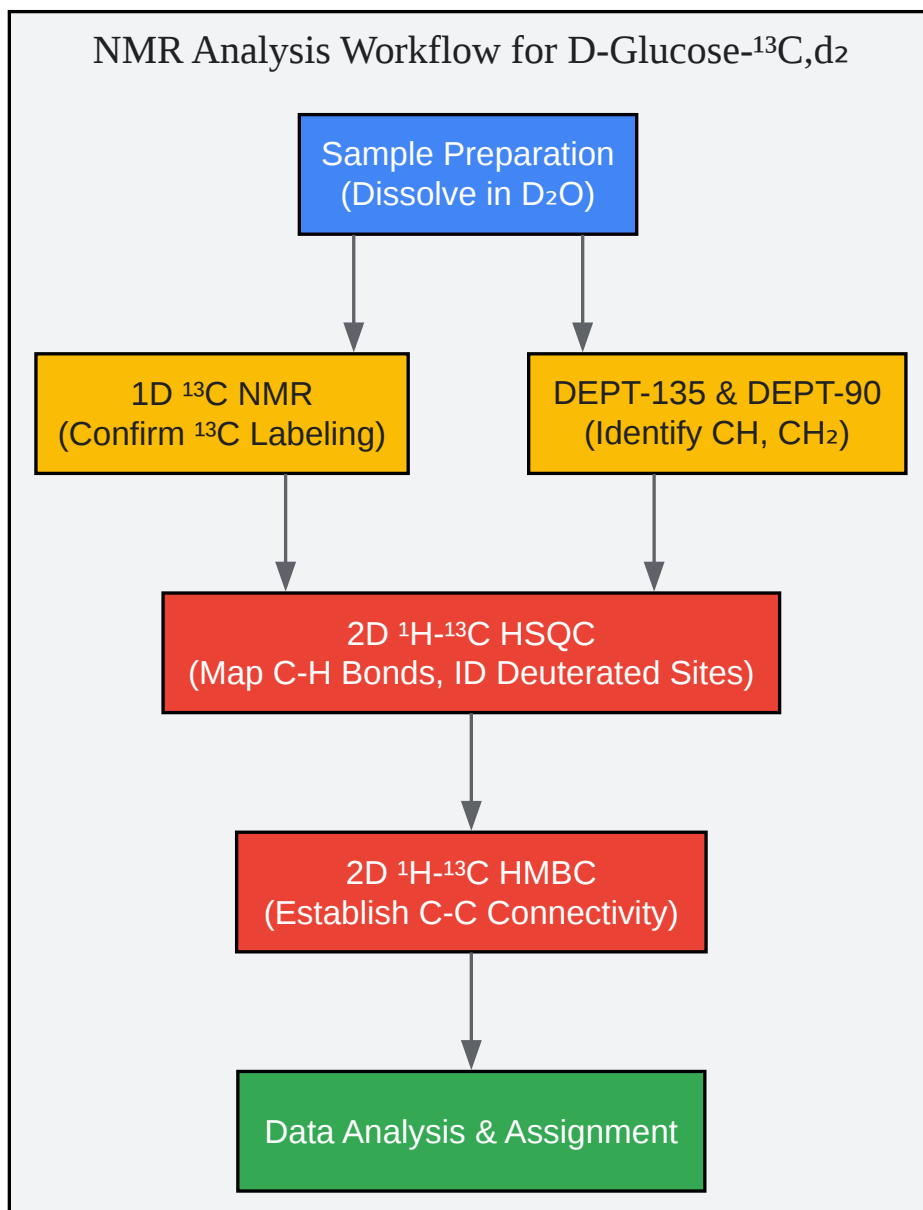 NMR Analysis Workflow for D-Glucose-¹³C,d₂
Sample Preparation
(Dissolve in D₂O)
1D ¹³C NMR
(Confirm ¹³C Labeling)
DEPT-135 & DEPT-90
(Identify CH, CH₂)
2D ¹H-¹³C HSQC
(Map C-H Bonds, ID Deuterated Sites)
2D ¹H-¹³C HMBC
(Establish C-C Connectivity)
Data Analysis & Assignment